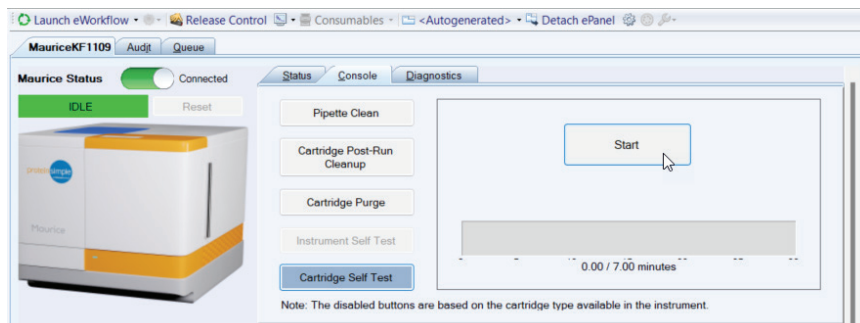 Launch eWorkflow Release Control Consumables <Autogenerated> Detach ePanel
MauriceKF1109 Audit Queue
Maurice Status Connected
Status Console Diagnostics
IDLE Reset
Pipette Clean
Start
Cartridge Post-Run
Cleanup
protein simple
Cartridge Purge
Maurice
Instrument Self Test
0.00 / 7.00 minutes
Cartridge Self Test
Note: The disabled buttons are based on the cartridge type available in the instrument.